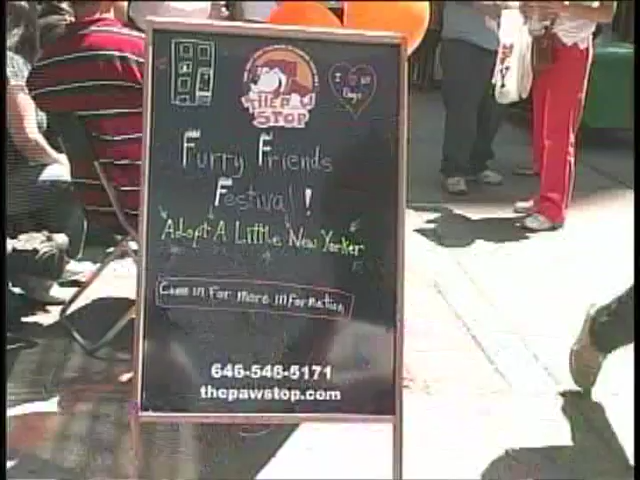 THE PAW
STOP
Furry Friends
Festival!
Adopt A Little New Yorker
Come in for more information
646-546-5171
thepawstop.com